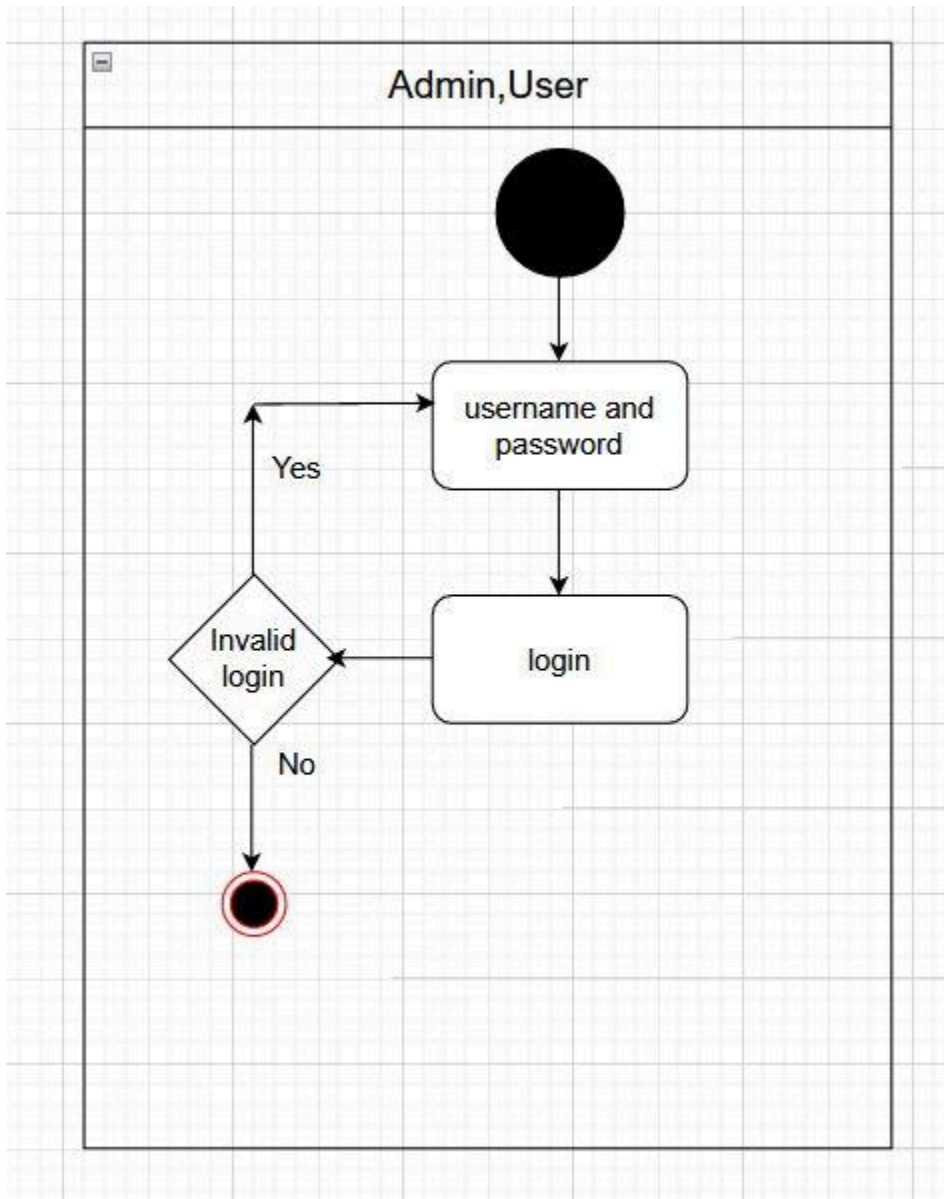 Admin,User
username and
password
Yes
Invalid
login
login
No